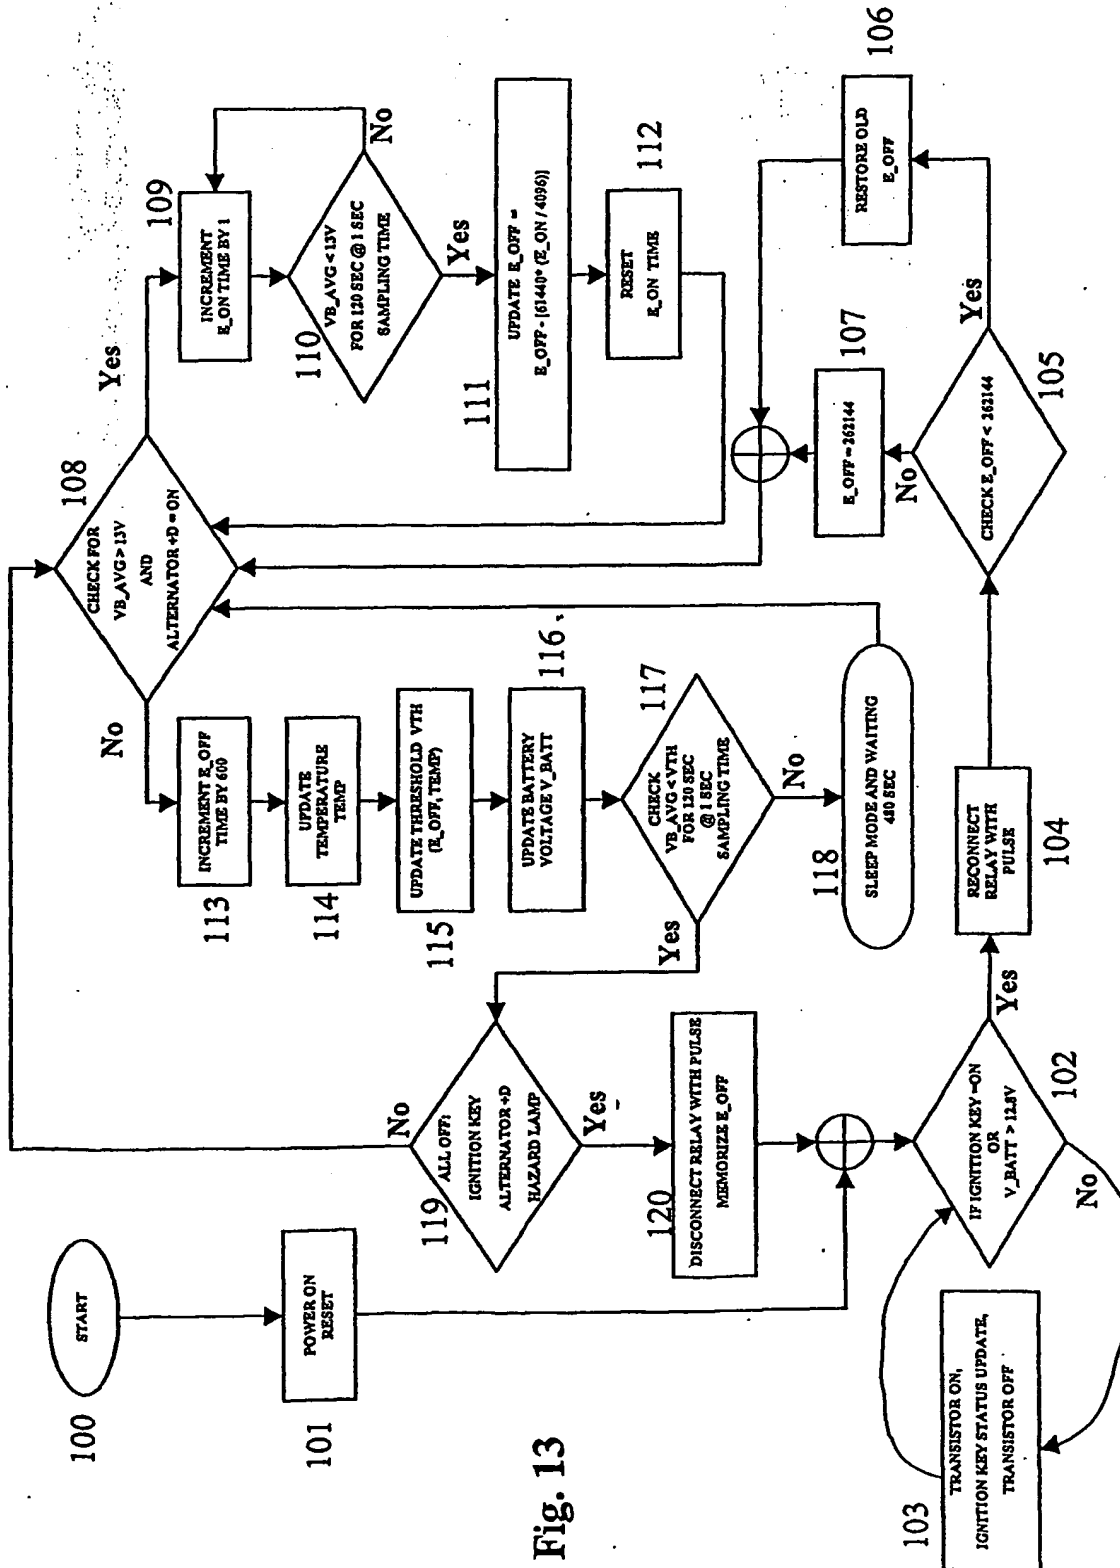 Fig. 13
100
START
101
POWER ON
RESET
102
IF IGNITION KEY =ON
OR
V_BATT > 12.8V
Yes
No
103
TRANSISTOR ON,
IGNITION KEY STATUS UPDATE,
TRANSISTOR OFF
104
RECONNECT
RELAY WITH
PULSE
105
CHECK E_OFF < 262144
Yes
No
106
RESTORE OLD
E_OFF
107
E_OFF = 262144
108
CHECK FOR
VB_AVG > 13V
AND
ALTERNATOR +D = ON
Yes
No
109
INCREMENT
E_ON TIME BY 1
110
VB_AVG < 13V
FOR 120 SEC @ 1 SEC
SAMPLING TIME
No
Yes
111
UPDATE E_OFF =
E_OFF - [61440* (E_ON / 4096)]
112
RESET
E_ON TIME
113
INCREMENT E_OFF
TIME BY 600
114
UPDATE
TEMPERATURE
TEMP
115
UPDATE THRESHOLD VTH
(E_OFF, TEMP)
116
UPDATE BATTERY
VOLTAGE V_BATT
117
CHECK
VB_AVG < VTH
FOR 120 SEC
@ 1 SEC
SAMPLING TIME
Yes
No
118
SLEEP MODE AND WAITING
480 SEC
119
ALL OFF:
IGNITION KEY
ALTERNATOR +D
HAZARD LAMP
No
Yes
120
DISCONNECT RELAY WITH PULSE
MEMORIZE E_OFF